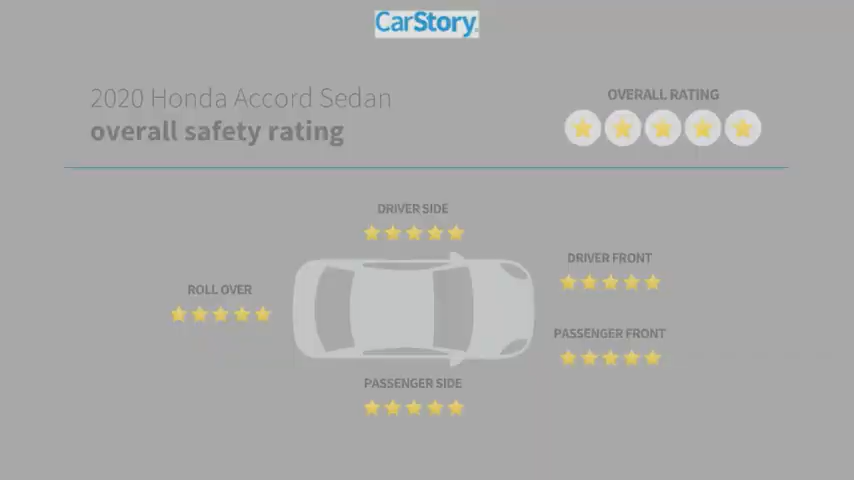 CarStory.
2020 Honda Accord Sedan
overall safety rating
OVERALL RATING
DRIVER SIDE
DRIVER FRONT
ROLL OVER
PASSENGER FRONT
PASSENGER SIDE